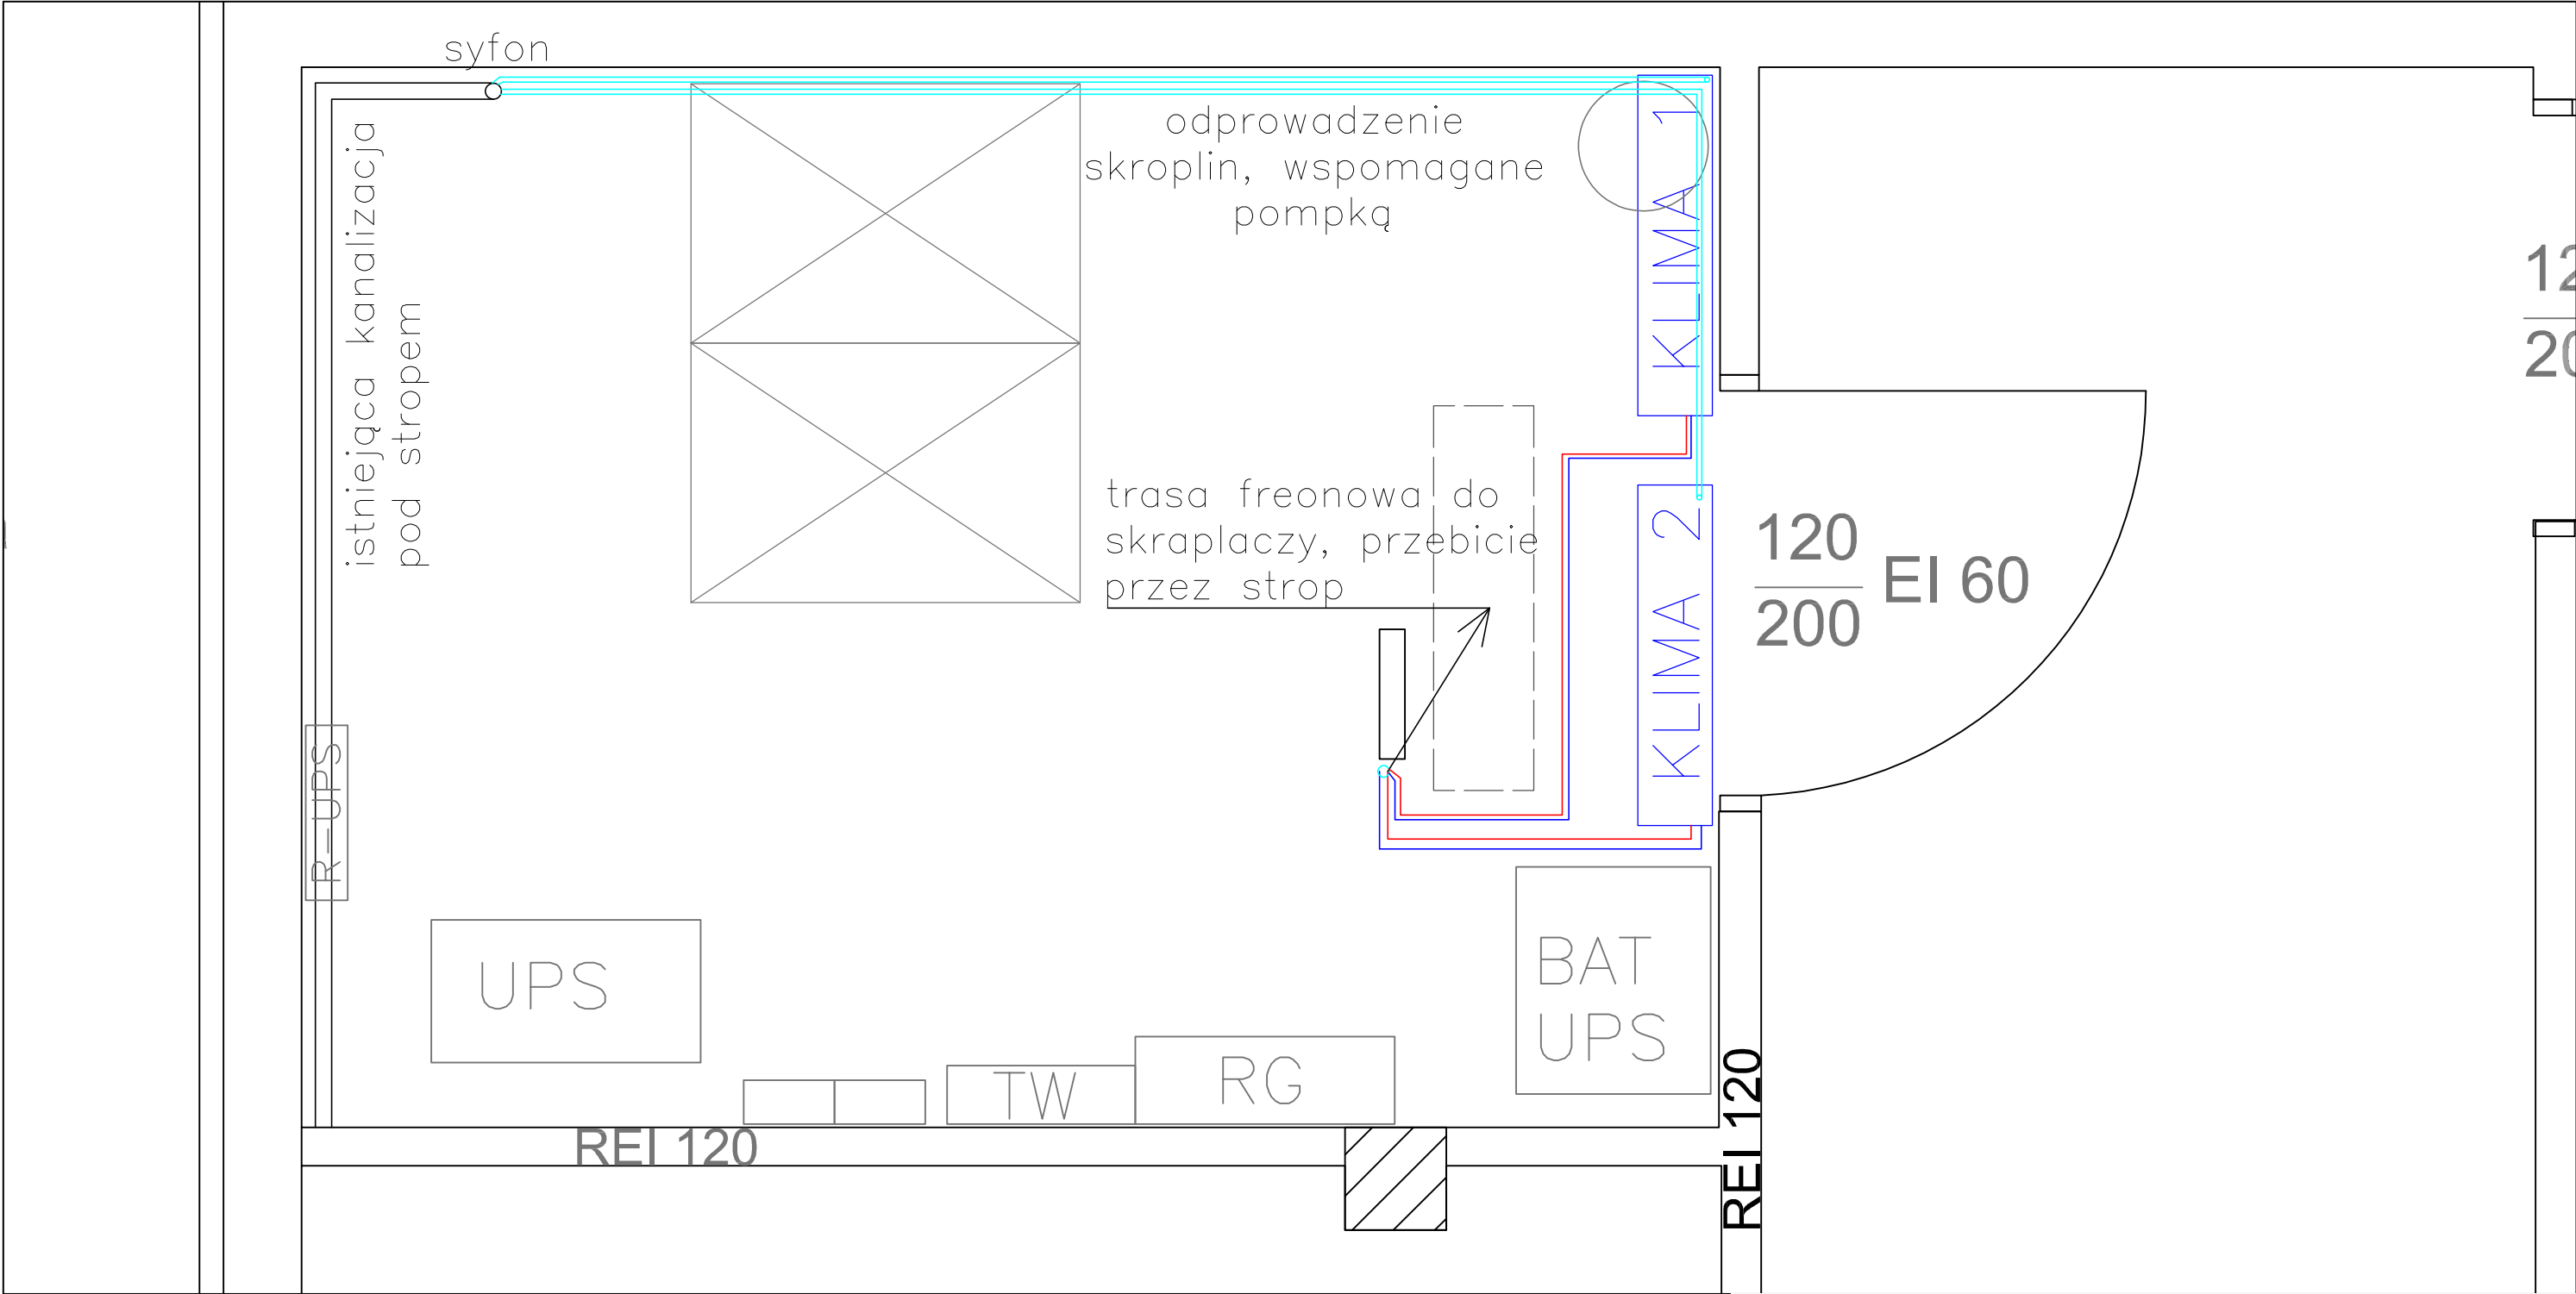 syfon
istniejąca kanalizacja
pod stropem
odprowadzenie
skroplin, wspomagane
pompką
KLIMA 1
trasa freonowa do
skraplaczy, przebicie
przez strop
KLIMA 2
120
200
EI 60
R-UPS
UPS
TW
RG
BAT
UPS
REI 120
REI 120